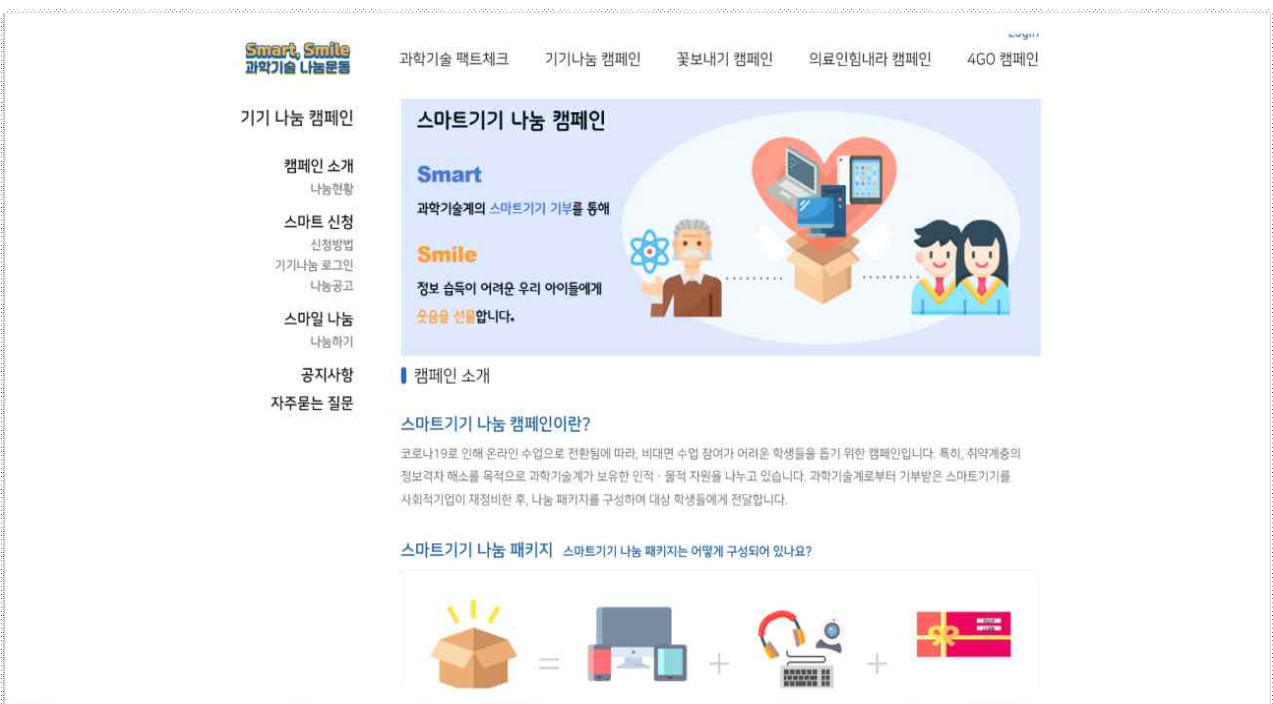 Login
Smart, Smile
과학기술 나눔운동
과학기술 팩트체크 기기나눔 캠페인 꽃보내기 캠페인 의료인힘내라 캠페인 4GO 캠페인
기기 나눔 캠페인
캠페인 소개
나눔현황
스마트 신청
신청방법
기기나눔 로그인
나눔공고
스마일 나눔
나눔하기
공지사항
자주묻는 질문
스마트기기 나눔 캠페인
Smart
과학기술계의 스마트기기 기부를 통해
Smile
정보 습득이 어려운 우리 아이들에게
웃음을 선물합니다.
캠페인 소개
스마트기기 나눔 캠페인이란?
코로나19로 인해 온라인 수업으로 전환됨에 따라, 비대면 수업 참여가 어려운 학생들을 돕기 위한 캠페인입니다. 특히, 취약계층의
정보격차 해소를 목적으로 과학기술계가 보유한 인적 · 물적 자원을 나누고 있습니다. 과학기술계로부터 기부받은 스마트기기를
사회적기업이 재정비한 후, 나눔 패키지를 구성하여 대상 학생들에게 전달합니다.
스마트기기 나눔 패키지 스마트기기 나눔 패키지는 어떻게 구성되어 있나요?
= + +